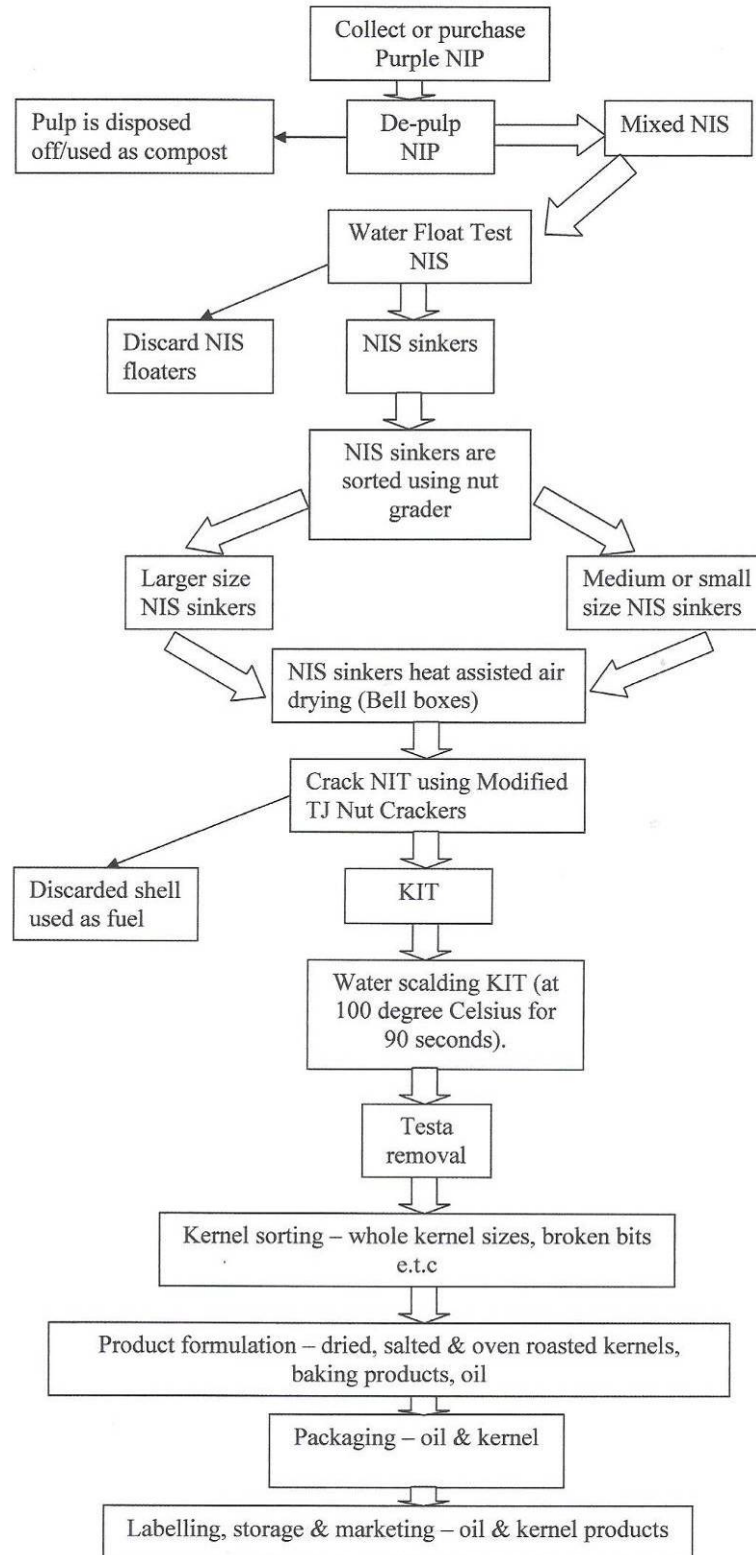 Collect or purchase
Purple NIP
Pulp is disposed
off/used as compost
De-pulp
NIP
Mixed NIS
Water Float Test
NIS
Discard NIS
floaters
NIS sinkers
NIS sinkers are
sorted using nut
grader
Larger size
NIS sinkers
Medium or small
size NIS sinkers
NIS sinkers heat assisted air
drying (Bell boxes)
Crack NIT using Modified
TJ Nut Crackers
Discarded shell
used as fuel
KIT
Water scalding KIT (at
100 degree Celsius for
90 seconds).
Testa
removal
Kernel sorting – whole kernel sizes, broken bits
e.t.c
Product formulation – dried, salted & oven roasted kernels,
baking products, oil
Packaging – oil & kernel
Labelling, storage & marketing – oil & kernel products